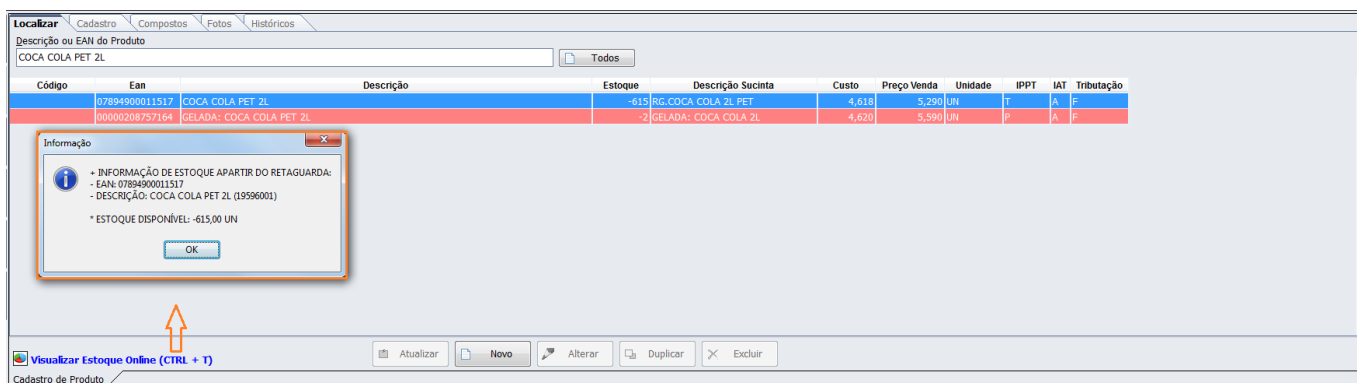 Localizar Cadastro Compostos Fotos Históricos
Descrição ou EAN do Produto
COCA COLA PET 2L Todos
Código Ean Descrição Estoque Descrição Sucinta Custo Preço Venda Unidade IPPT IAT Tributação
07894900011517 COCA COLA PET 2L -615 RG.COCA COLA 2L PET 4,618 5,290 UN T A F
00000208757164 GELADA: COCA COLA PET 2L -2 GELADA: COCA COLA 2L 4,620 5,590 UN P A F
Informação
+ INFORMAÇÃO DE ESTOQUE APARTIR DO RETAGUARDA:
- EAN: 07894900011517
- DESCRIÇÃO: COCA COLA PET 2L (19596001)
* ESTOQUE DISPONÍVEL: -615,00 UN
OK
Visualizar Estoque Online (CTRL + T) Atualizar Novo Alterar Duplicar Excluir
Cadastro de Produto